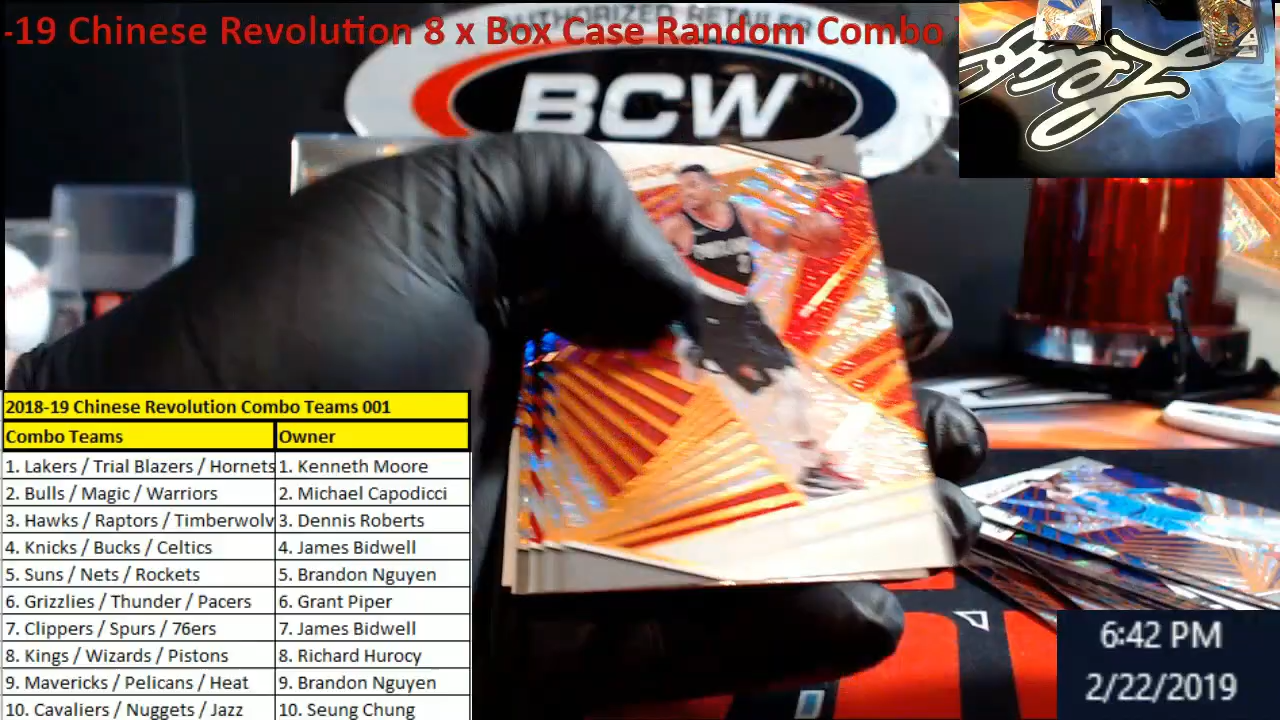 -19 Chinese Revolution 8 x Box Case Random Combo
AUTHORIZED RETAILER
BCW
2018-19 Chinese Revolution Combo Teams 001
Combo Teams Owner
1. Lakers / Trial Blazers / Hornets 1. Kenneth Moore
2. Bulls / Magic / Warriors 2. Michael Capodicci
3. Hawks / Raptors / Timberwolv 3. Dennis Roberts
4. Knicks / Bucks / Celtics 4. James Bidwell
5. Suns / Nets / Rockets 5. Brandon Nguyen
6. Grizzlies / Thunder / Pacers 6. Grant Piper
7. Clippers / Spurs / 76ers 7. James Bidwell
8. Kings / Wizards / Pistons 8. Richard Hurocy
9. Mavericks / Pelicans / Heat 9. Brandon Nguyen
10. Cavaliers / Nuggets / Jazz 10. Seung Chung
6:42 PM
2/22/2019